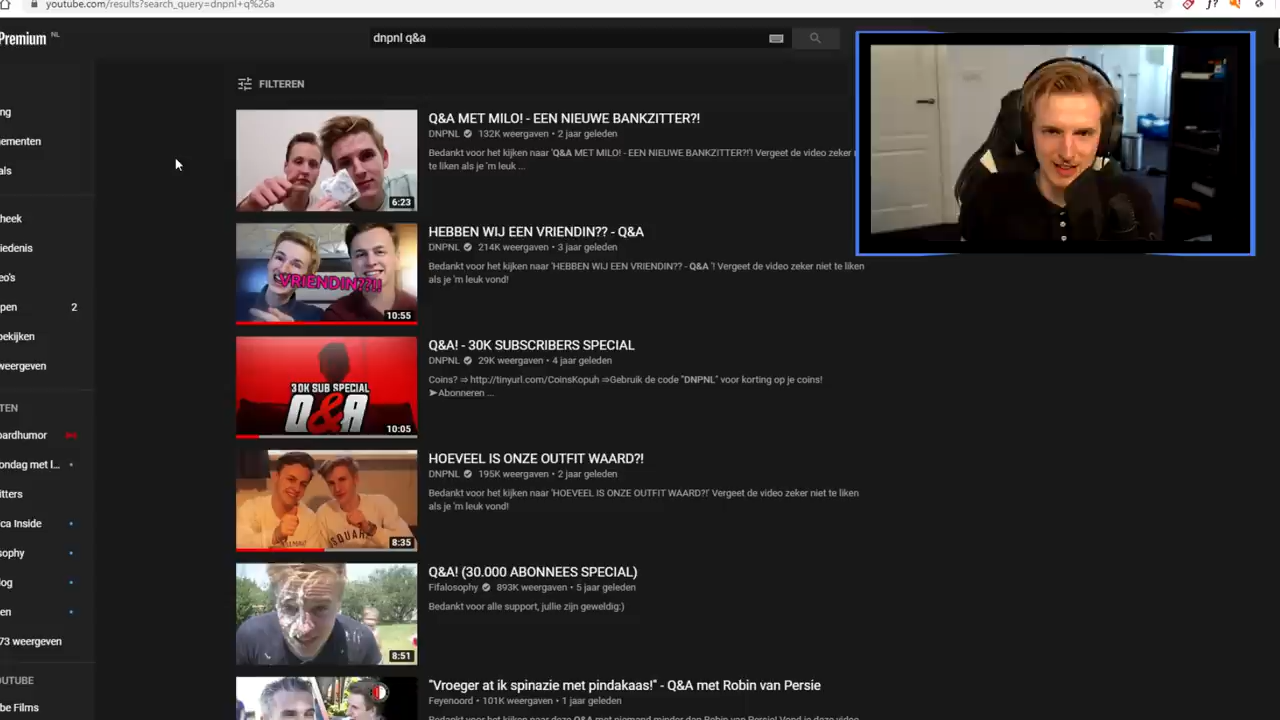 youtube.com/results?search_query=dnpnl+q%26a
Premium NL
dnpnl q&a
FILTEREN
ng
ementen
als
heek
iedenis
eo's
pen 2
bekijken
weergeven
TEN
bardhumor
ondag met l...
tters
ca Inside
sophy
log
en
73 weergeven
OUTUBE
be Films
6:23
Q&A MET MILO! - EEN NIEUWE BANKZITTER?!
DNPNL 132K weergaven • 2 jaar geleden
Bedankt voor het kijken naar 'Q&A MET MILO! - EEN NIEUWE BANKZITTER?!'! Vergeet de video zeker
te liken als je 'm leuk ...
VRIENDIN??!!
10:55
HEBBEN WIJ EEN VRIENDIN?? - Q&A
DNPNL 214K weergaven • 3 jaar geleden
Bedankt voor het kijken naar 'HEBBEN WIJ EEN VRIENDIN?? - Q&A '! Vergeet de video zeker niet te liken
als je 'm leuk vond!
30K SUB SPECIAL
Q&A
10:05
Q&A! - 30K SUBSCRIBERS SPECIAL
DNPNL 29K weergaven • 4 jaar geleden
Coins? ⇒ http://tinyurl.com/CoinsKopuh ⇒Gebruik de code "DNPNL" voor korting op je coins!
➤Abonneren ...
8:35
HOEVEEL IS ONZE OUTFIT WAARD?!
DNPNL 195K weergaven • 2 jaar geleden
Bedankt voor het kijken naar 'HOEVEEL IS ONZE OUTFIT WAARD?!' Vergeet de video zeker niet te liken
als je 'm leuk vond!
8:51
Q&A! (30.000 ABONNEES SPECIAL)
Fifalosophy 893K weergaven • 5 jaar geleden
Bedankt voor alle support, jullie zijn geweldig:)
"Vroeger at ik spinazie met pindakaas!" - Q&A met Robin van Persie
Feyenoord • 101K weergaven • 1 jaar geleden